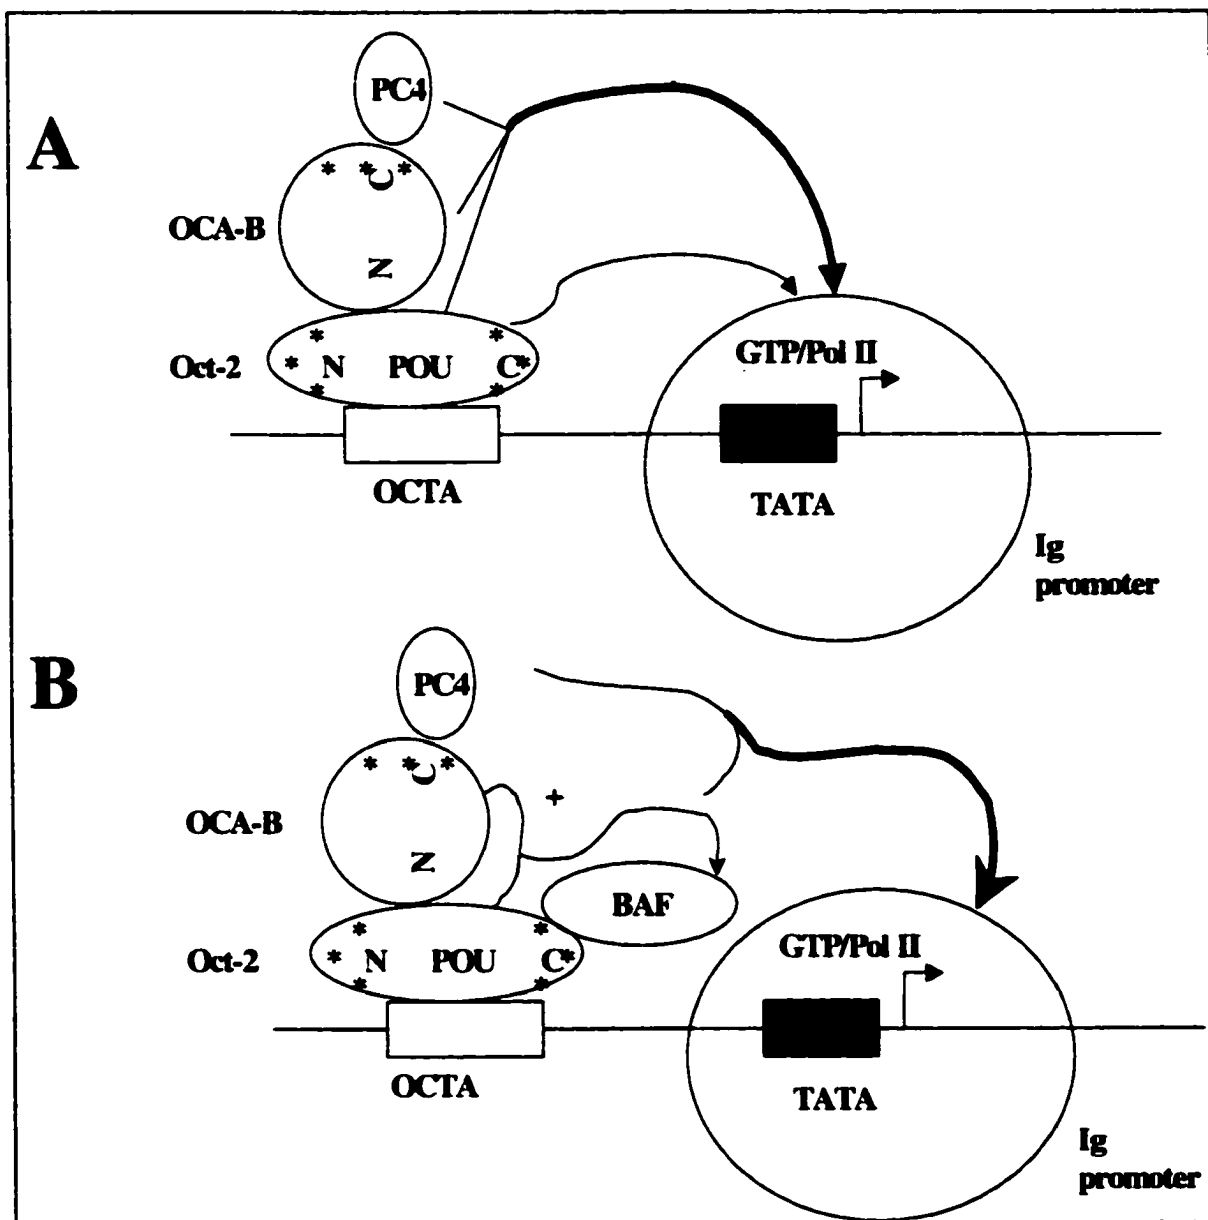 A
PC4
* * *
C
OCA-B
N
Oct-2
* * * N POU C * * *
GTP/Pol II
OCTA
TATA
Ig
promoter
B
PC4
* * *
C
+
OCA-B
N
BAF
Oct-2
* * * N POU C * * *
GTP/Pol II
OCTA
TATA
Ig
promoter